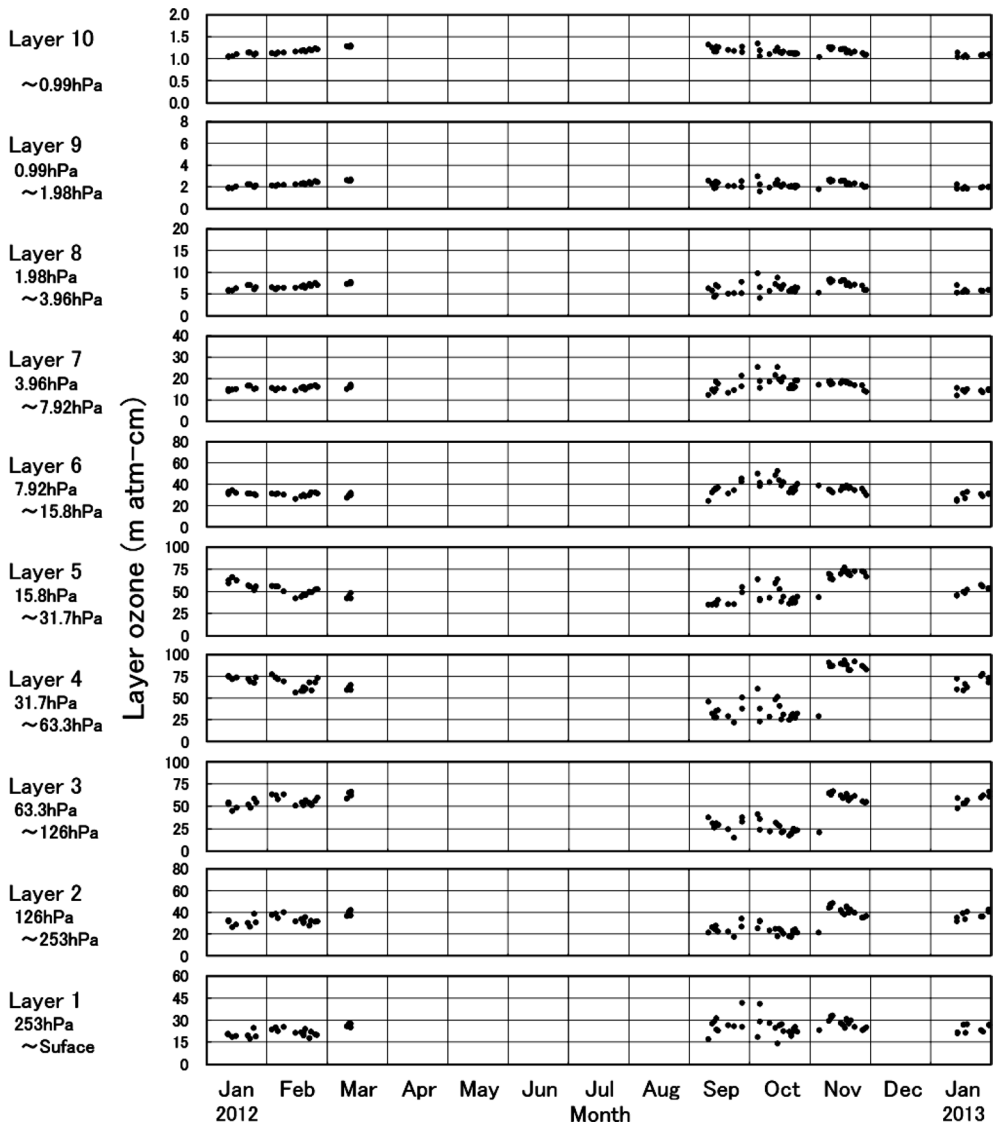 Layer 10
～0.99hPa
2.0
1.5
1.0
0.5
0.0
Layer 9
0.99hPa
～1.98hPa
8
6
4
2
0
Layer 8
1.98hPa
～3.96hPa
20
15
10
5
0
Layer 7
3.96hPa
～7.92hPa
40
30
20
10
0
Layer 6
7.92hPa
～15.8hPa
80
60
40
20
0
Layer 5
15.8hPa
～31.7hPa
100
75
50
25
0
Layer 4
31.7hPa
～63.3hPa
100
75
50
25
0
Layer 3
63.3hPa
～126hPa
100
75
50
25
0
Layer 2
126hPa
～253hPa
80
60
40
20
0
Layer 1
253hPa
～Suface
60
45
30
15
0
Layer ozone (m atm-cm)
Jan Feb Mar Apr May Jun Jul Aug Sep Oct Nov Dec Jan
2012 Month 2013